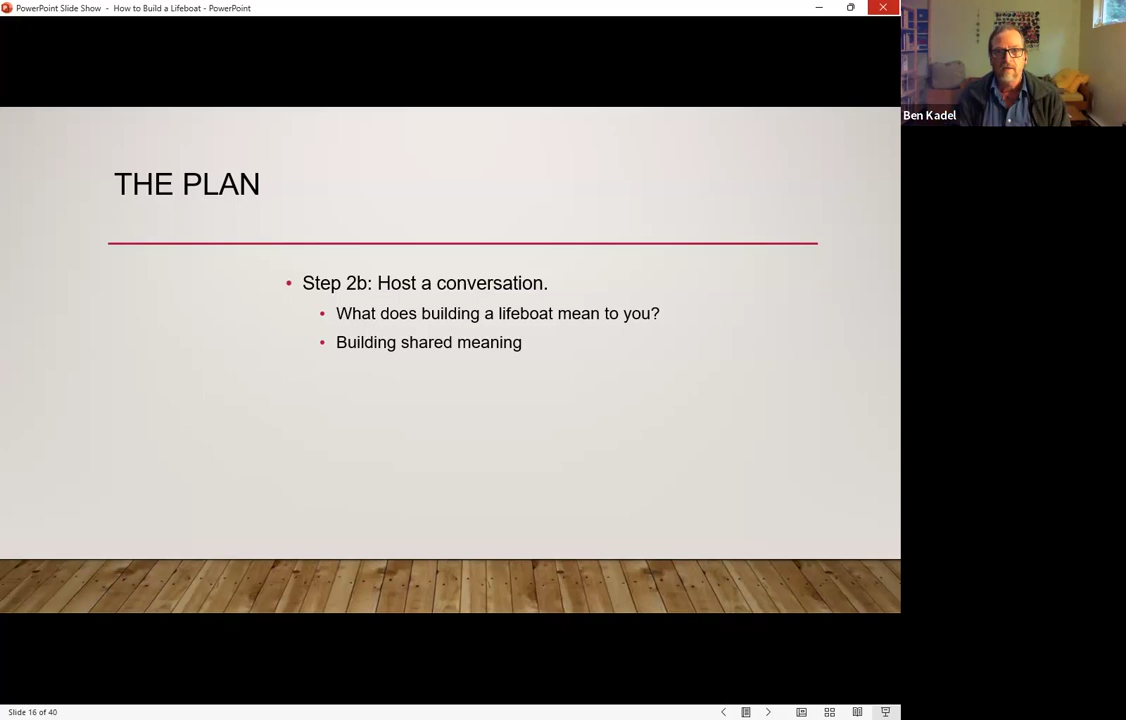 PowerPoint Slide Show - How to Build a Lifeboat - PowerPoint
Ben Kadel
THE PLAN
• Step 2b: Host a conversation.
• What does building a lifeboat mean to you?
• Building shared meaning
Slide 16 of 40